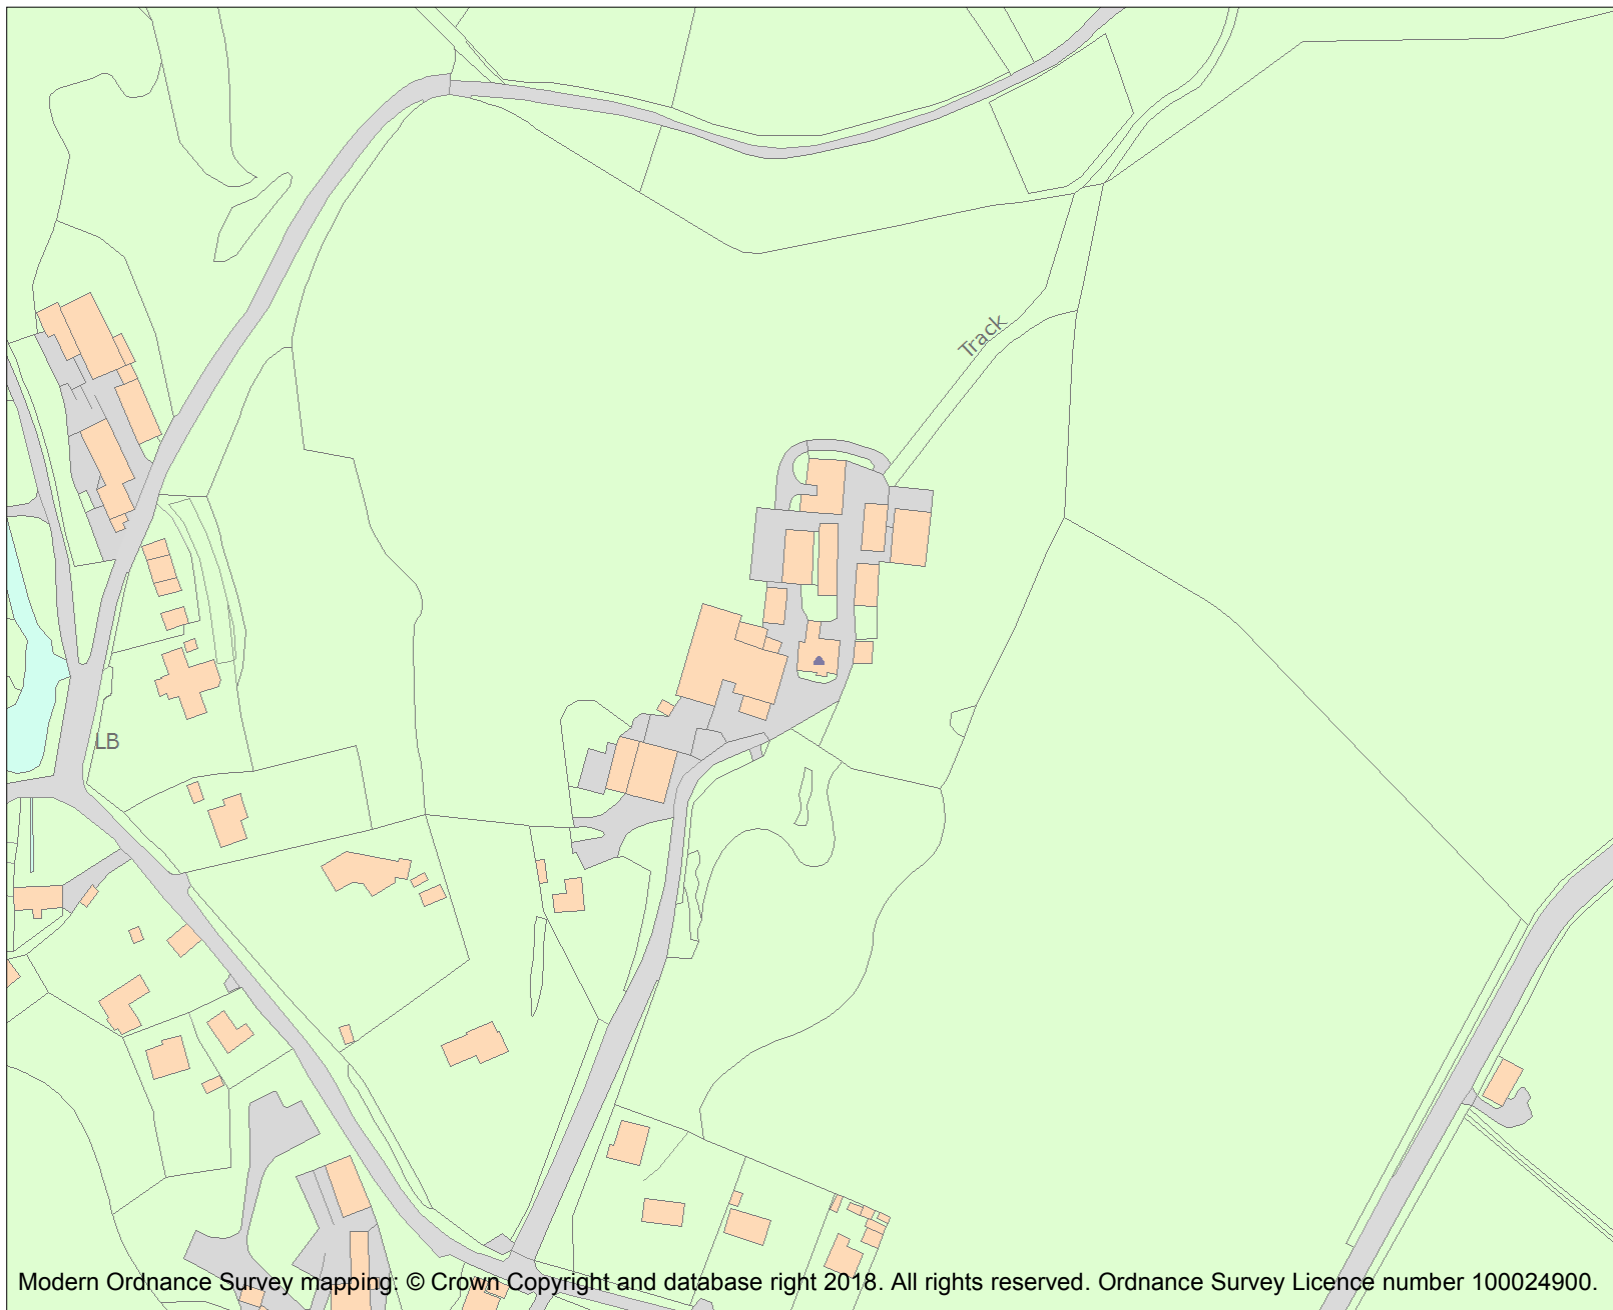 Track
LB
Modern Ordnance Survey mapping: © Crown Copyright and database right 2018. All rights reserved. Ordnance Survey Licence number 100024900.